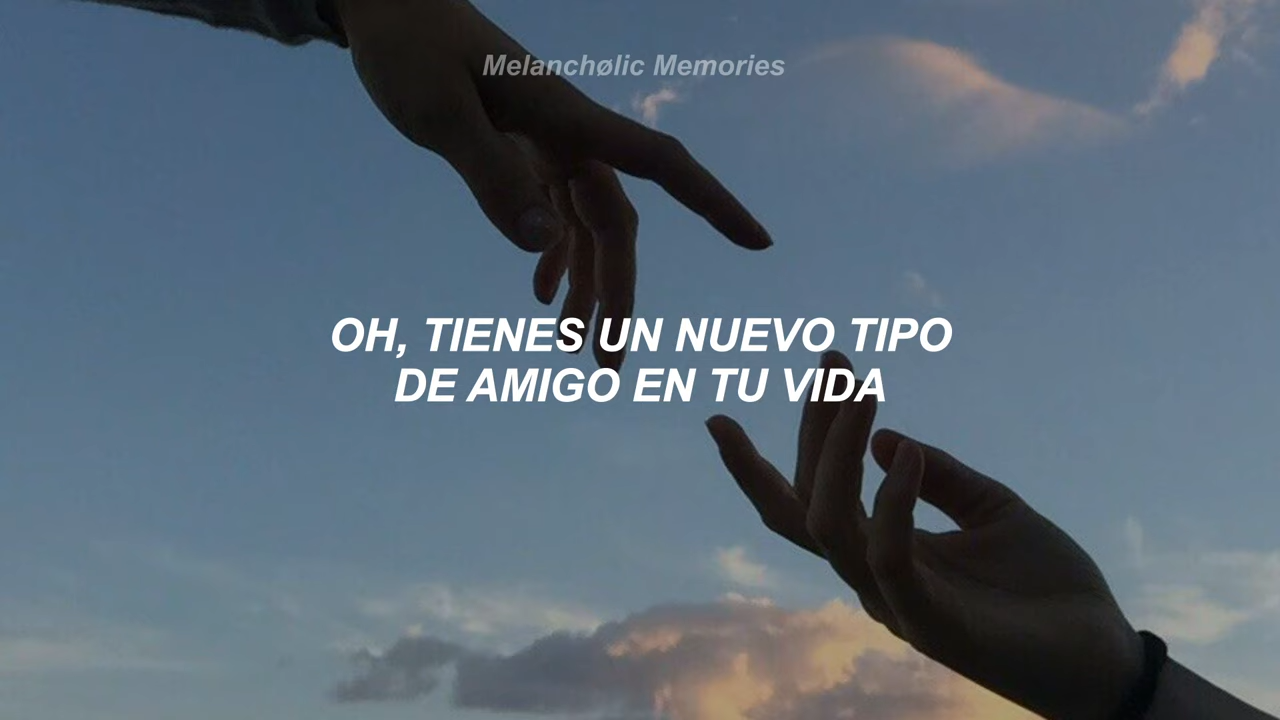 Melanchølic Memories
OH, TIENES UN NUEVO TIPO
DE AMIGO EN TU VIDA